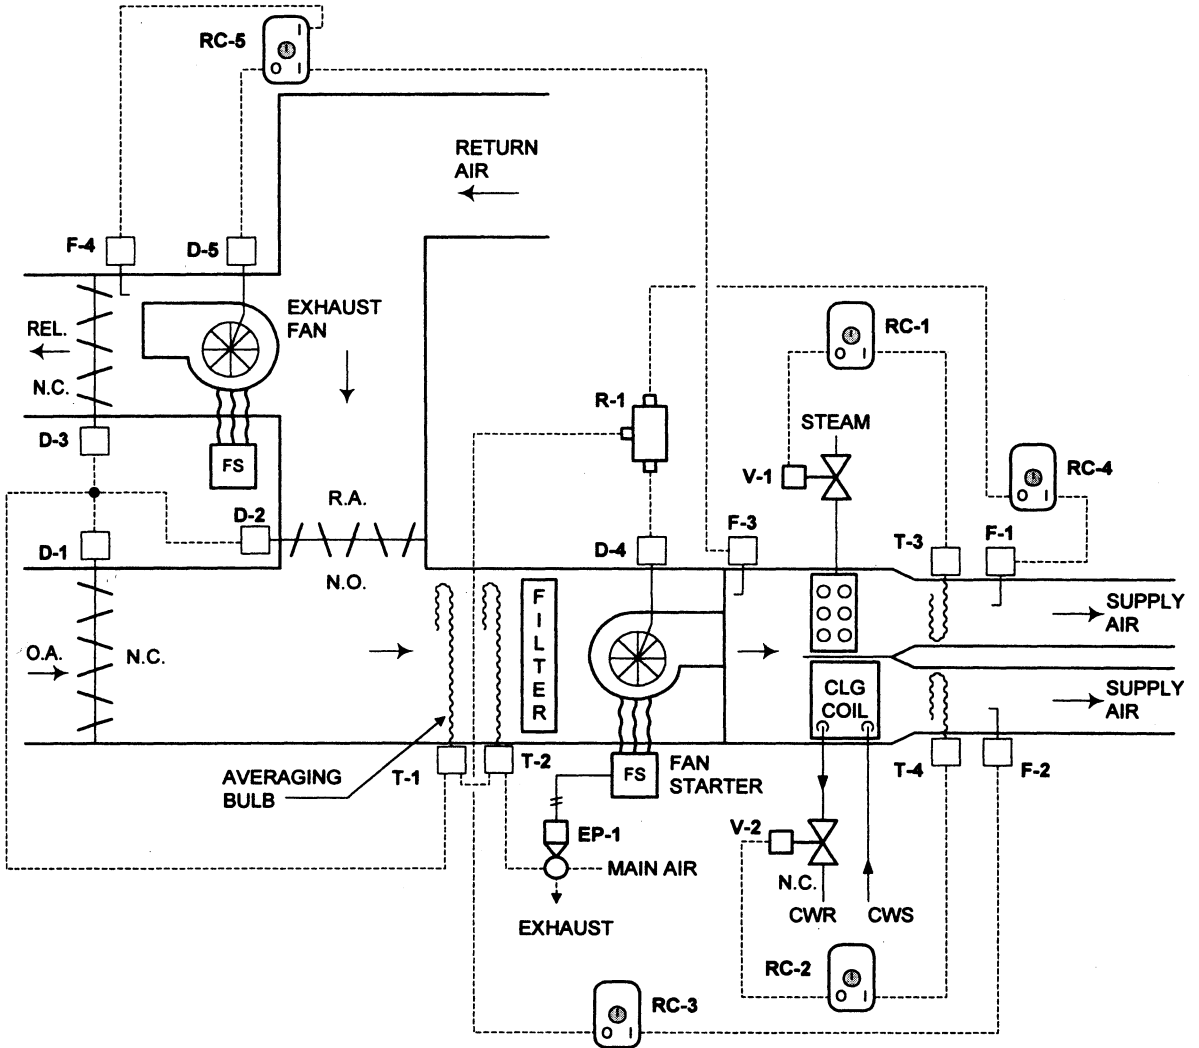 RC-5
I
O I
RETURN
AIR
F-4
D-5
EXHAUST
FAN
REL.
N.C.
RC-1
O I
R-1
STEAM
D-3
FS
V-1
RC-4
O I
R.A.
D-2
D-1
F-3
D-4
T-3
F-1
N.O.
FILTER
SUPPLY
AIR
O.A.
N.C.
CLG
COIL
SUPPLY
AIR
T-1
T-2
FS
FAN
STARTER
T-4
F-2
AVERAGING
BULB
EP-1
V-2
MAIN AIR
N.C.
CWR
CWS
EXHAUST
RC-2
O I
RC-3
O I